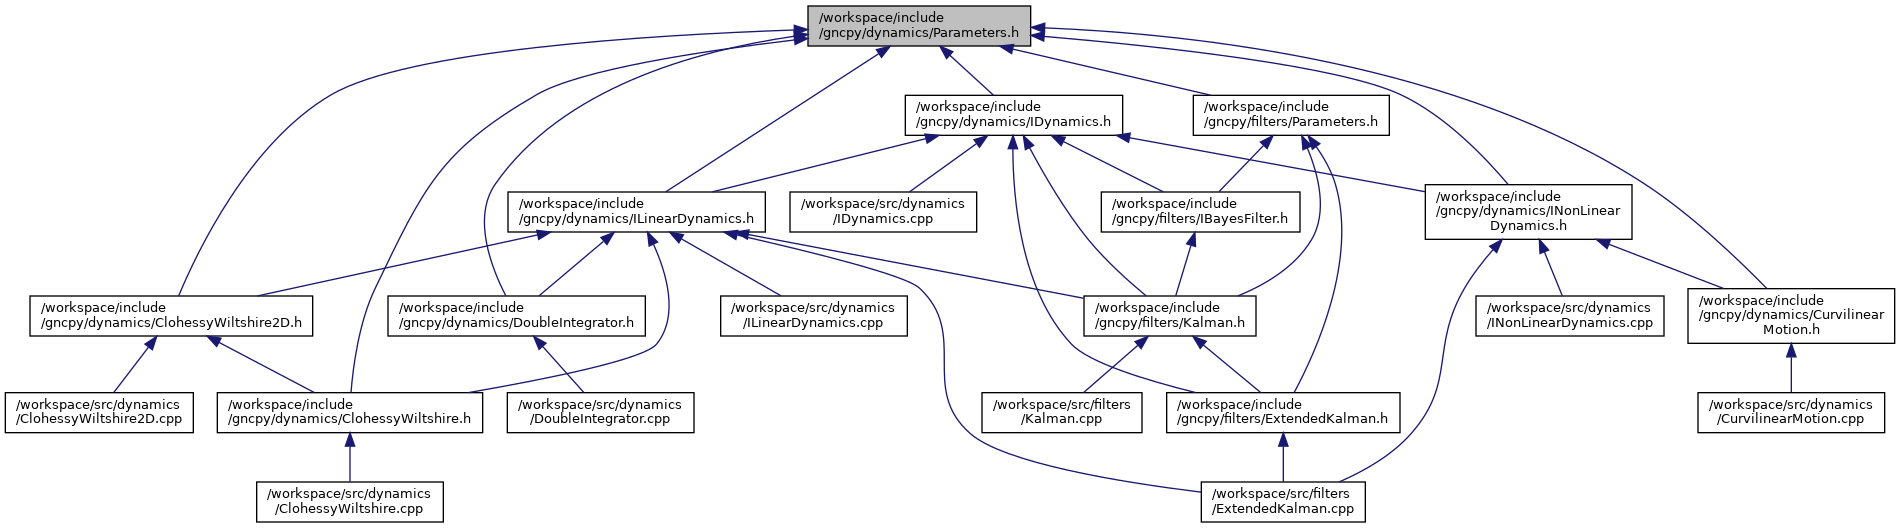 /workspace/include
/gncpy/dynamics/Parameters.h
/workspace/include
/gncpy/dynamics/IDynamics.h
/workspace/include
/gncpy/filters/Parameters.h
/workspace/include
/gncpy/dynamics/ILinearDynamics.h
/workspace/src/dynamics
/IDynamics.cpp
/workspace/include
/gncpy/filters/IBayesFilter.h
/workspace/include
/gncpy/dynamics/INonLinear
Dynamics.h
/workspace/include
/gncpy/dynamics/ClohessyWiltshire2D.h
/workspace/include
/gncpy/dynamics/DoubleIntegrator.h
/workspace/src/dynamics
/ILinearDynamics.cpp
/workspace/include
/gncpy/filters/Kalman.h
/workspace/src/dynamics
/INonLinearDynamics.cpp
/workspace/include
/gncpy/dynamics/Curvilinear
Motion.h
/workspace/src/dynamics
/ClohessyWiltshire2D.cpp
/workspace/include
/gncpy/dynamics/ClohessyWiltshire.h
/workspace/src/dynamics
/DoubleIntegrator.cpp
/workspace/src/filters
/Kalman.cpp
/workspace/include
/gncpy/filters/ExtendedKalman.h
/workspace/src/dynamics
/CurvilinearMotion.cpp
/workspace/src/dynamics
/ClohessyWiltshire.cpp
/workspace/src/filters
/ExtendedKalman.cpp